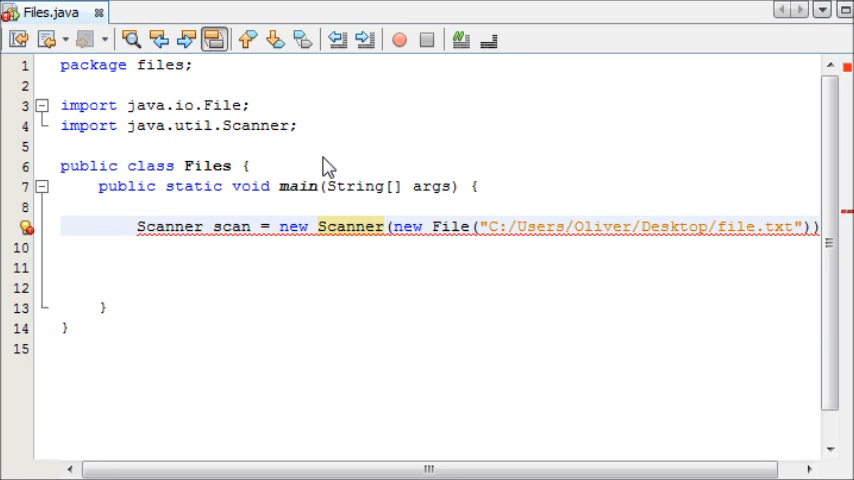 Files.java
1 package files;
2
3 import java.io.File;
4 import java.util.Scanner;
5
6 public class Files {
7 public static void main(String[] args) {
8
Scanner scan = new Scanner(new File("C:/Users/Oliver/Desktop/file.txt"))
10
11
12
13 }
14 }
15